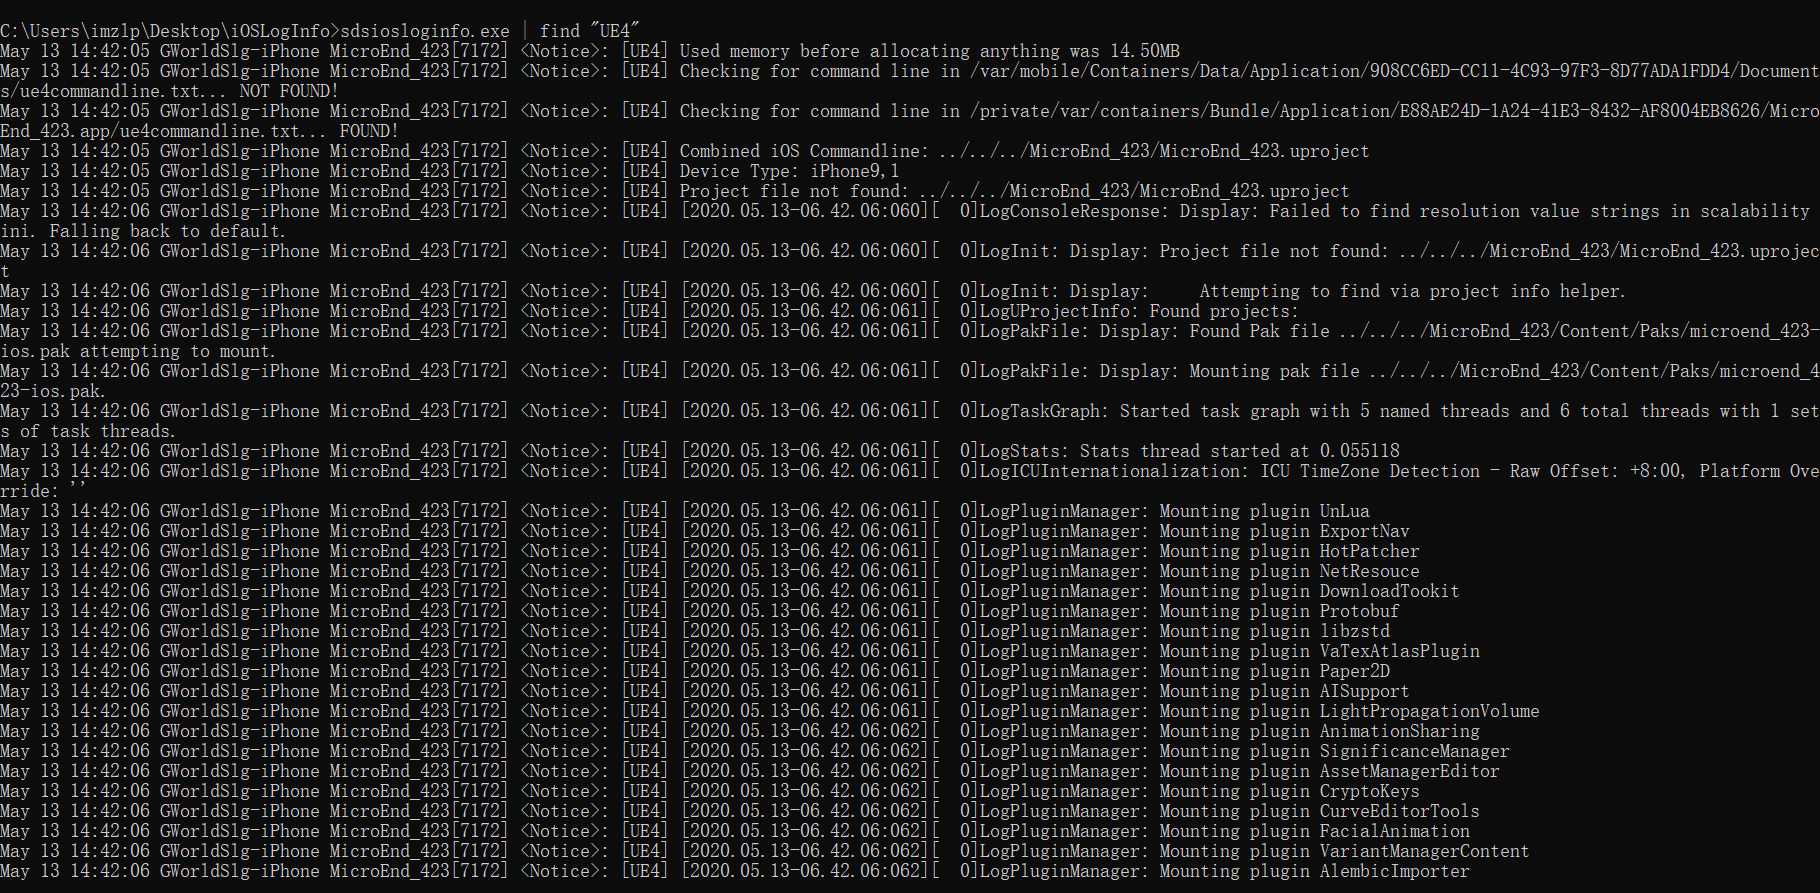 C:\Users\imzlp\Desktop\iOSLogInfo>sdsiosloginfo.exe | find "UE4"
May 13 14:42:05 GWorldSlg-iPhone MicroEnd_423[7172] <Notice>: [UE4] Used memory before allocating anything was 14.50MB
May 13 14:42:05 GWorldSlg-iPhone MicroEnd_423[7172] <Notice>: [UE4] Checking for command line in /var/mobile/Containers/Data/Application/908CC6ED-CC11-4C93-97F3-8D77ADA1FDD4/Document
s/ue4commandline.txt... NOT FOUND!
May 13 14:42:05 GWorldSlg-iPhone MicroEnd_423[7172] <Notice>: [UE4] Checking for command line in /private/var/containers/Bundle/Application/E88AE24D-1A24-41E3-8432-AF8004EB8626/Micro
End_423.app/ue4commandline.txt... FOUND!
May 13 14:42:05 GWorldSlg-iPhone MicroEnd_423[7172] <Notice>: [UE4] Combined iOS Commandline: ../../../MicroEnd_423/MicroEnd_423.uproject
May 13 14:42:05 GWorldSlg-iPhone MicroEnd_423[7172] <Notice>: [UE4] Device Type: iPhone9,1
May 13 14:42:05 GWorldSlg-iPhone MicroEnd_423[7172] <Notice>: [UE4] Project file not found: ../../../MicroEnd_423/MicroEnd_423.uproject
May 13 14:42:06 GWorldSlg-iPhone MicroEnd_423[7172] <Notice>: [UE4] [2020.05.13-06.42.06:060][  0]LogConsoleResponse: Display: Failed to find resolution value strings in scalability
ini. Falling back to default.
May 13 14:42:06 GWorldSlg-iPhone MicroEnd_423[7172] <Notice>: [UE4] [2020.05.13-06.42.06:060][  0]LogInit: Display: Project file not found: ../../../MicroEnd_423/MicroEnd_423.uprojec
t
May 13 14:42:06 GWorldSlg-iPhone MicroEnd_423[7172] <Notice>: [UE4] [2020.05.13-06.42.06:060][  0]LogInit: Display:     Attempting to find via project info helper.
May 13 14:42:06 GWorldSlg-iPhone MicroEnd_423[7172] <Notice>: [UE4] [2020.05.13-06.42.06:061][  0]LogUProjectInfo: Found projects:
May 13 14:42:06 GWorldSlg-iPhone MicroEnd_423[7172] <Notice>: [UE4] [2020.05.13-06.42.06:061][  0]LogPakFile: Display: Found Pak file ../../../MicroEnd_423/Content/Paks/microend_423-
ios.pak attempting to mount.
May 13 14:42:06 GWorldSlg-iPhone MicroEnd_423[7172] <Notice>: [UE4] [2020.05.13-06.42.06:061][  0]LogPakFile: Display: Mounting pak file ../../../MicroEnd_423/Content/Paks/microend_4
23-ios.pak.
May 13 14:42:06 GWorldSlg-iPhone MicroEnd_423[7172] <Notice>: [UE4] [2020.05.13-06.42.06:061][  0]LogTaskGraph: Started task graph with 5 named threads and 6 total threads with 1 set
s of task threads.
May 13 14:42:06 GWorldSlg-iPhone MicroEnd_423[7172] <Notice>: [UE4] [2020.05.13-06.42.06:061][  0]LogStats: Stats thread started at 0.055118
May 13 14:42:06 GWorldSlg-iPhone MicroEnd_423[7172] <Notice>: [UE4] [2020.05.13-06.42.06:061][  0]LogICUInternationalization: ICU TimeZone Detection - Raw Offset: +8:00, Platform Ove
rride: ''
May 13 14:42:06 GWorldSlg-iPhone MicroEnd_423[7172] <Notice>: [UE4] [2020.05.13-06.42.06:061][  0]LogPluginManager: Mounting plugin UnLua
May 13 14:42:06 GWorldSlg-iPhone MicroEnd_423[7172] <Notice>: [UE4] [2020.05.13-06.42.06:061][  0]LogPluginManager: Mounting plugin ExportNav
May 13 14:42:06 GWorldSlg-iPhone MicroEnd_423[7172] <Notice>: [UE4] [2020.05.13-06.42.06:061][  0]LogPluginManager: Mounting plugin HotPatcher
May 13 14:42:06 GWorldSlg-iPhone MicroEnd_423[7172] <Notice>: [UE4] [2020.05.13-06.42.06:061][  0]LogPluginManager: Mounting plugin NetResouce
May 13 14:42:06 GWorldSlg-iPhone MicroEnd_423[7172] <Notice>: [UE4] [2020.05.13-06.42.06:061][  0]LogPluginManager: Mounting plugin DownloadTookit
May 13 14:42:06 GWorldSlg-iPhone MicroEnd_423[7172] <Notice>: [UE4] [2020.05.13-06.42.06:061][  0]LogPluginManager: Mounting plugin Protobuf
May 13 14:42:06 GWorldSlg-iPhone MicroEnd_423[7172] <Notice>: [UE4] [2020.05.13-06.42.06:061][  0]LogPluginManager: Mounting plugin libzstd
May 13 14:42:06 GWorldSlg-iPhone MicroEnd_423[7172] <Notice>: [UE4] [2020.05.13-06.42.06:061][  0]LogPluginManager: Mounting plugin VaTexAtlasPlugin
May 13 14:42:06 GWorldSlg-iPhone MicroEnd_423[7172] <Notice>: [UE4] [2020.05.13-06.42.06:061][  0]LogPluginManager: Mounting plugin Paper2D
May 13 14:42:06 GWorldSlg-iPhone MicroEnd_423[7172] <Notice>: [UE4] [2020.05.13-06.42.06:061][  0]LogPluginManager: Mounting plugin AISupport
May 13 14:42:06 GWorldSlg-iPhone MicroEnd_423[7172] <Notice>: [UE4] [2020.05.13-06.42.06:061][  0]LogPluginManager: Mounting plugin LightPropagationVolume
May 13 14:42:06 GWorldSlg-iPhone MicroEnd_423[7172] <Notice>: [UE4] [2020.05.13-06.42.06:062][  0]LogPluginManager: Mounting plugin AnimationSharing
May 13 14:42:06 GWorldSlg-iPhone MicroEnd_423[7172] <Notice>: [UE4] [2020.05.13-06.42.06:062][  0]LogPluginManager: Mounting plugin SignificanceManager
May 13 14:42:06 GWorldSlg-iPhone MicroEnd_423[7172] <Notice>: [UE4] [2020.05.13-06.42.06:062][  0]LogPluginManager: Mounting plugin AssetManagerEditor
May 13 14:42:06 GWorldSlg-iPhone MicroEnd_423[7172] <Notice>: [UE4] [2020.05.13-06.42.06:062][  0]LogPluginManager: Mounting plugin CryptoKeys
May 13 14:42:06 GWorldSlg-iPhone MicroEnd_423[7172] <Notice>: [UE4] [2020.05.13-06.42.06:062][  0]LogPluginManager: Mounting plugin CurveEditorTools
May 13 14:42:06 GWorldSlg-iPhone MicroEnd_423[7172] <Notice>: [UE4] [2020.05.13-06.42.06:062][  0]LogPluginManager: Mounting plugin FacialAnimation
May 13 14:42:06 GWorldSlg-iPhone MicroEnd_423[7172] <Notice>: [UE4] [2020.05.13-06.42.06:062][  0]LogPluginManager: Mounting plugin VariantManagerContent
May 13 14:42:06 GWorldSlg-iPhone MicroEnd_423[7172] <Notice>: [UE4] [2020.05.13-06.42.06:062][  0]LogPluginManager: Mounting plugin AlembicImporter